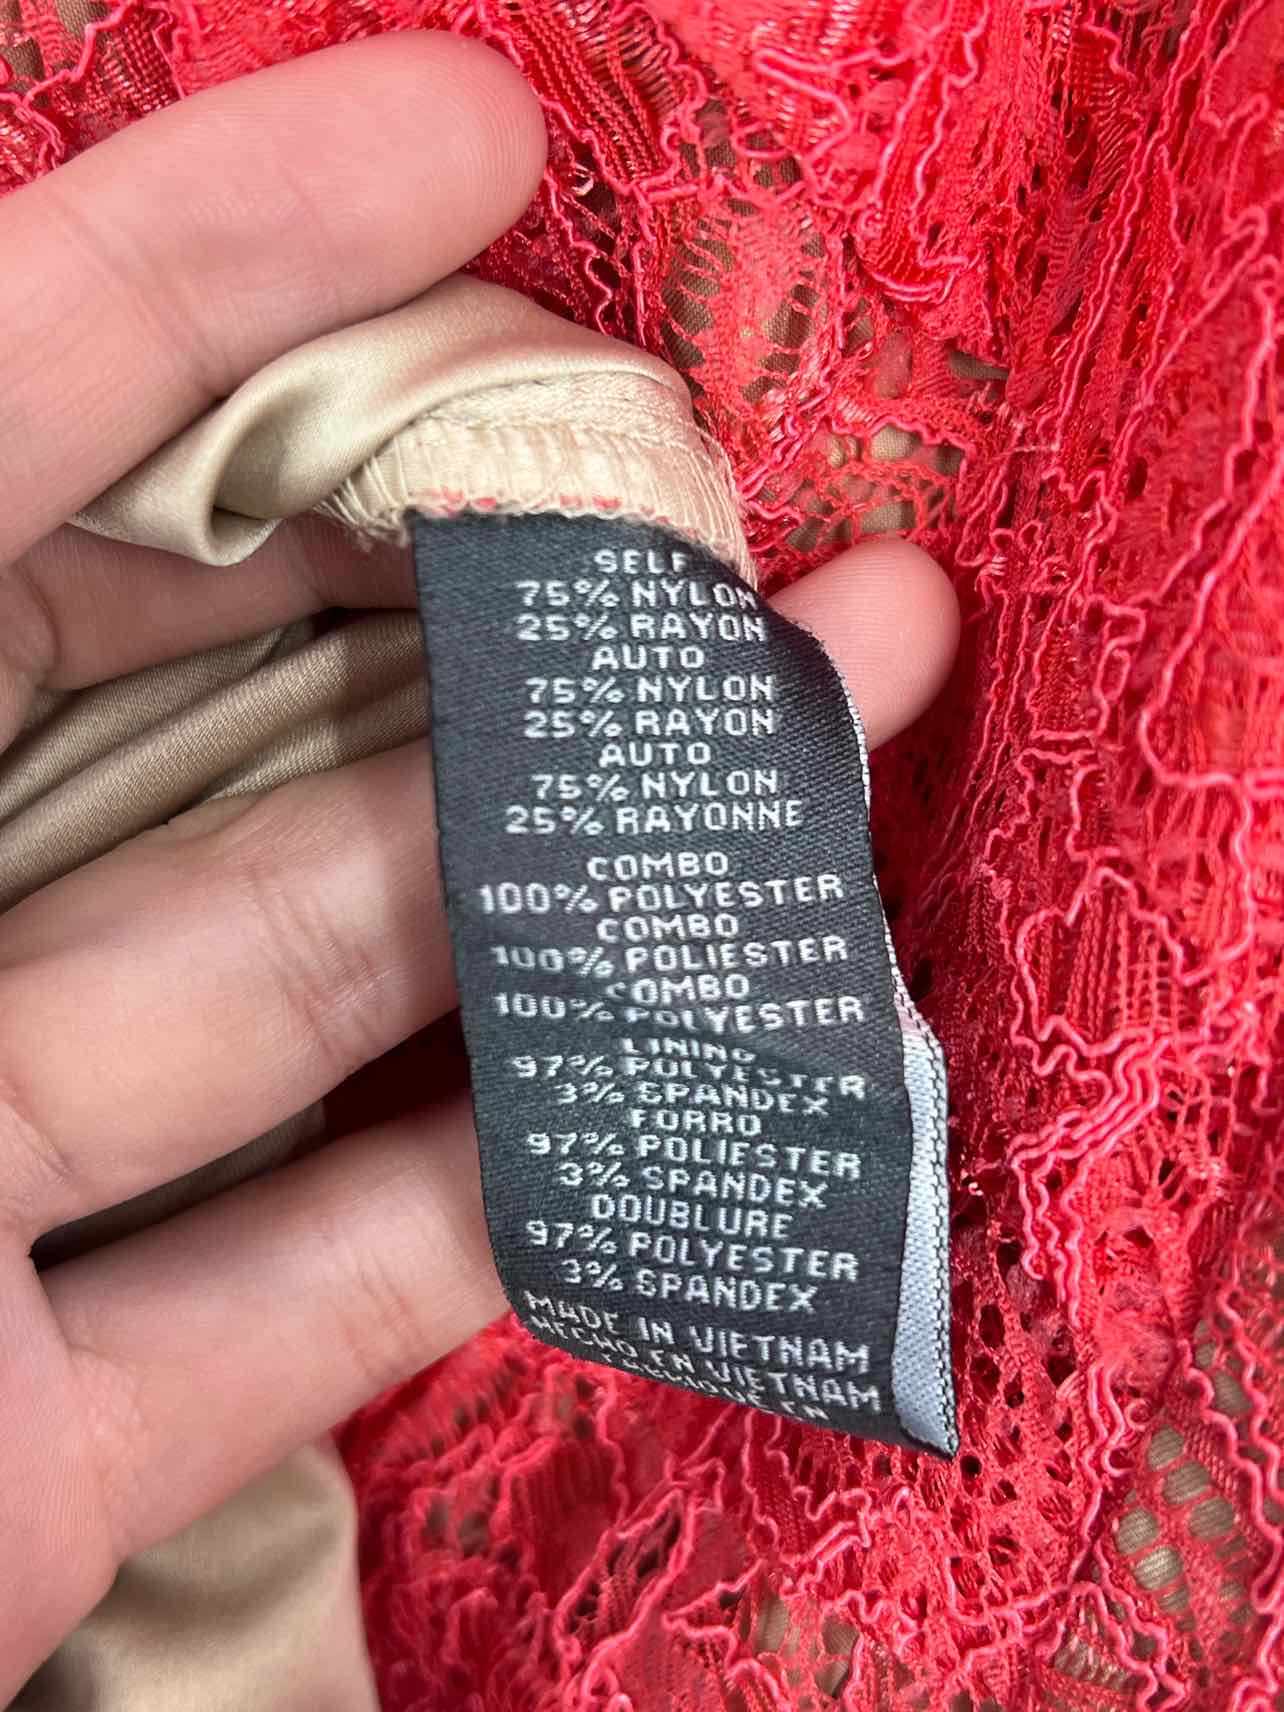 SELF
75% NYLON
25% RAYON
AUTO
75% NYLON
25% RAYON
AUTO
75% NYLON
25% RAYONNE
COMBO
100% POLYESTER
COMBO
100% POLIESTER
COMBO
100% POLYESTER
LINING
97% POLYESTER
3% SPANDEX
FORRO
97% POLIESTER
3% SPANDEX
DOUBLURE
97% POLYESTER
3% SPANDEX
MADE IN VIETNAM
HECHO EN VIETNAM
FABRIQUE EN